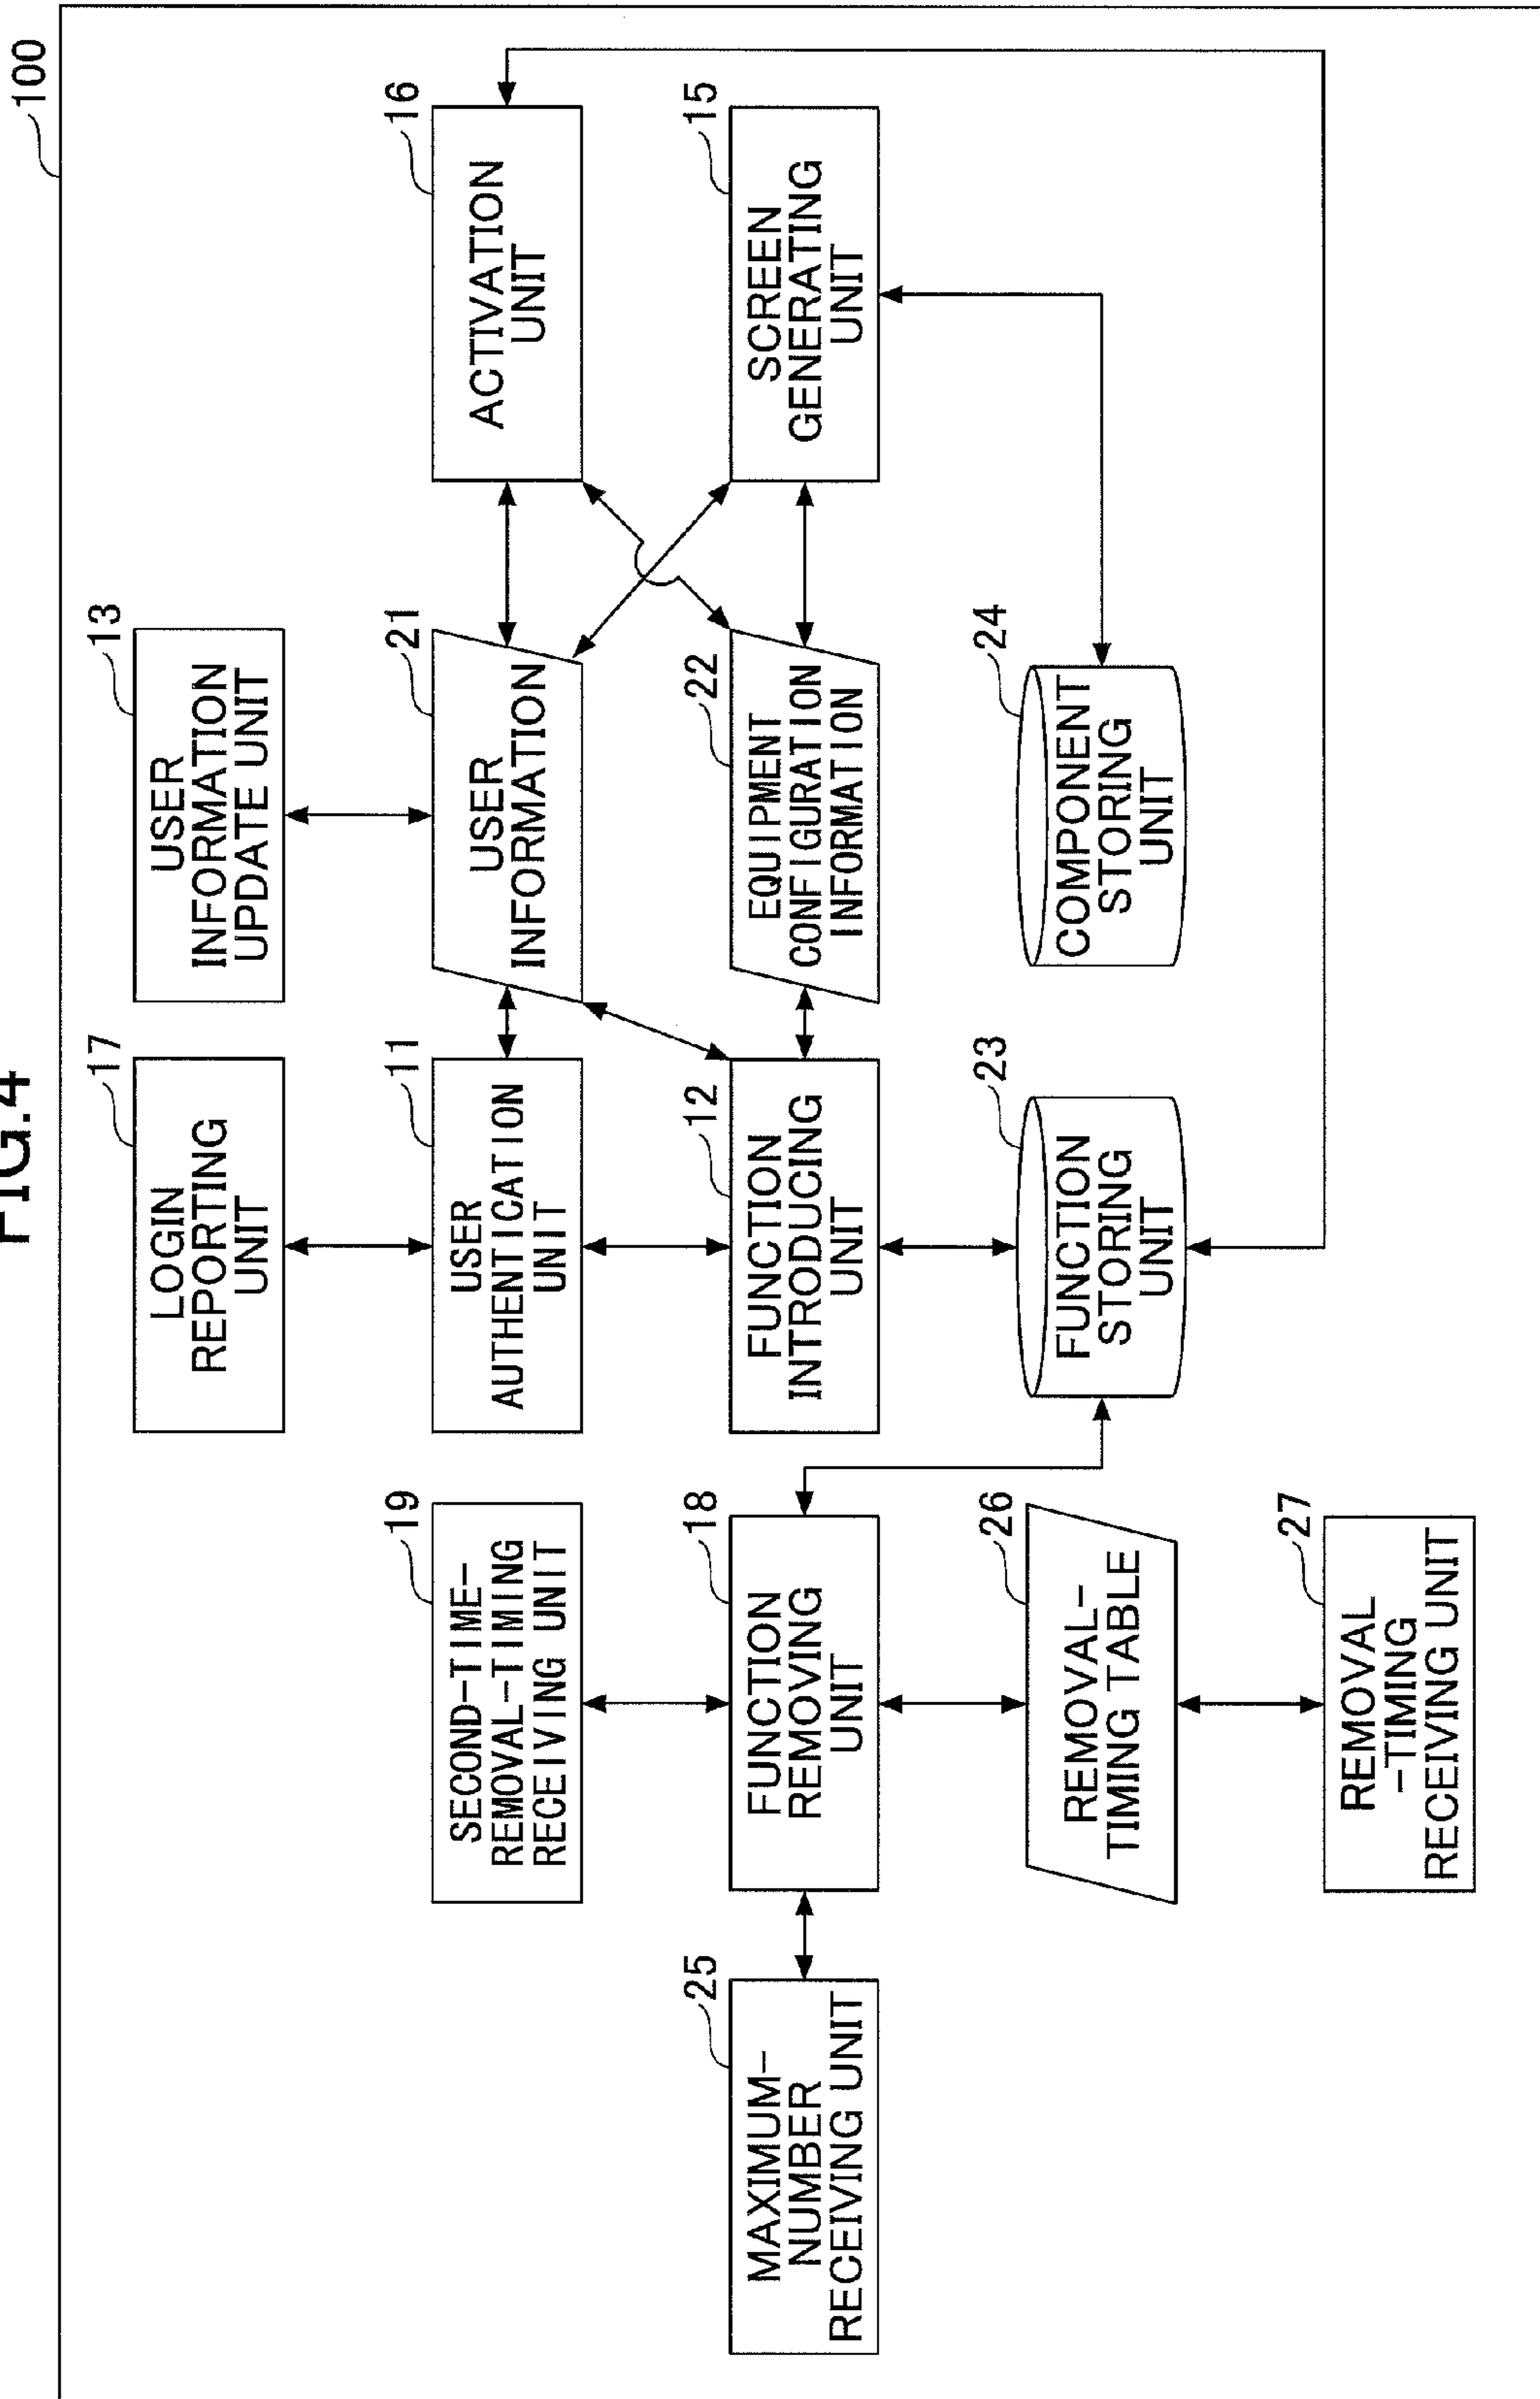 FIG.4
100
17
LOGIN
REPORTING
UNIT
13
USER
INFORMATION
UPDATE UNIT
19
SECOND-TIME-
REMOVAL-TIMING
RECEIVING UNIT
11
USER
AUTHENTICATION
UNIT
21
USER
INFORMATION
16
ACTIVATION
UNIT
25
MAXIMUM-
NUMBER
RECEIVING UNIT
18
FUNCTION
REMOVING
UNIT
12
FUNCTION
INTRODUCING
UNIT
22
EQUIPMENT
CONFIGURATION
INFORMATION
15
SCREEN
GENERATING
UNIT
26
REMOVAL-
TIMING TABLE
23
FUNCTION
STORING
UNIT
24
COMPONENT
STORING
UNIT
27
REMOVAL
-TIMING
RECEIVING UNIT